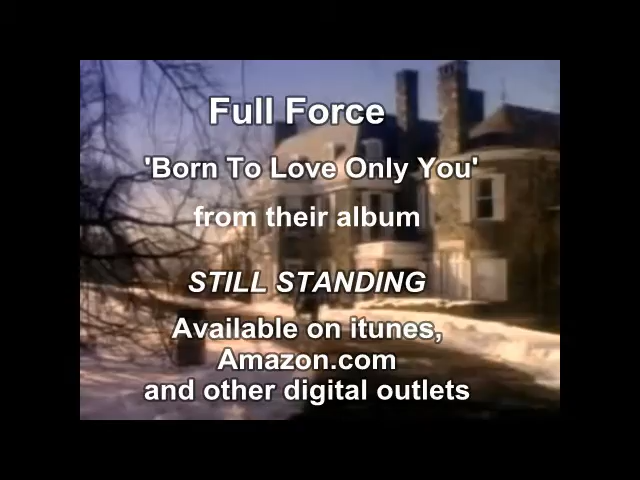 Full Force
'Born To Love Only You'
from their album
STILL STANDING
Available on itunes,
Amazon.com
and other digital outlets